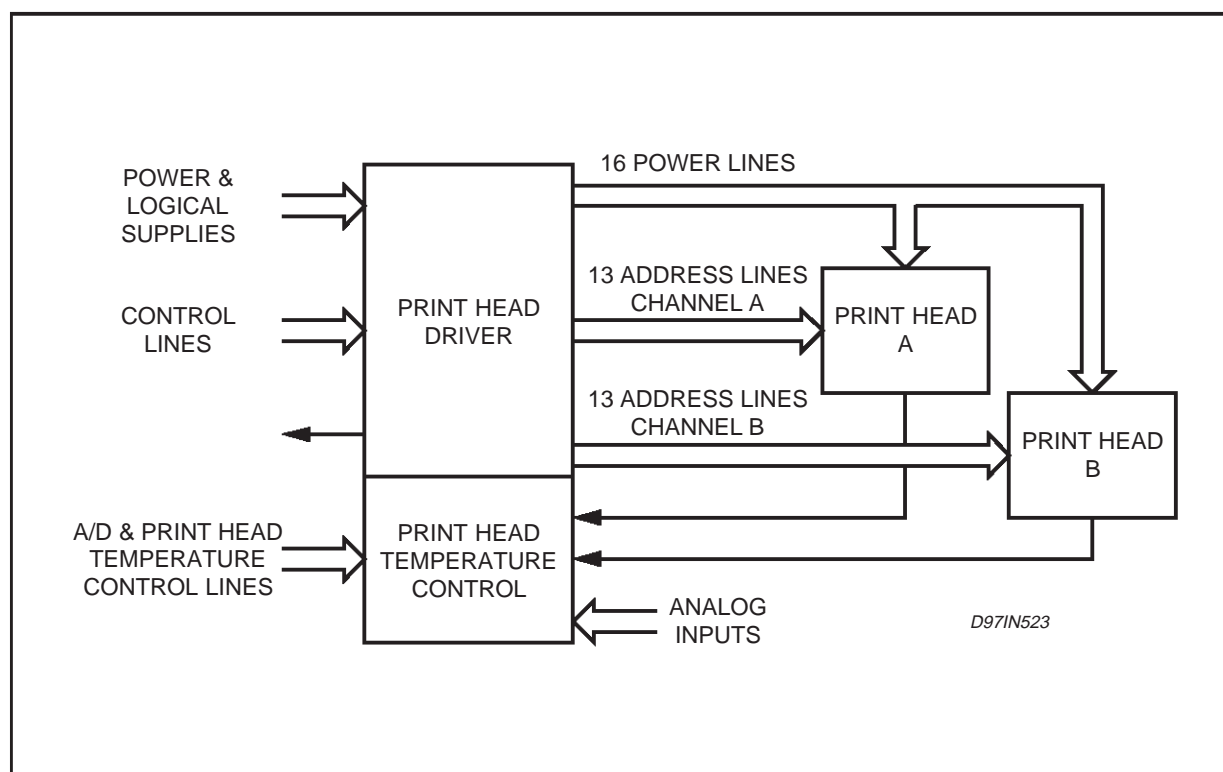 POWER &
LOGICAL
SUPPLIES
CONTROL
LINES
A/D & PRINT HEAD
TEMPERATURE
CONTROL LINES
PRINT HEAD
DRIVER
PRINT HEAD
TEMPERATURE
CONTROL
16 POWER LINES
13 ADDRESS LINES
CHANNEL A
13 ADDRESS LINES
CHANNEL B
PRINT HEAD
A
PRINT HEAD
B
ANALOG
INPUTS
D97IN523